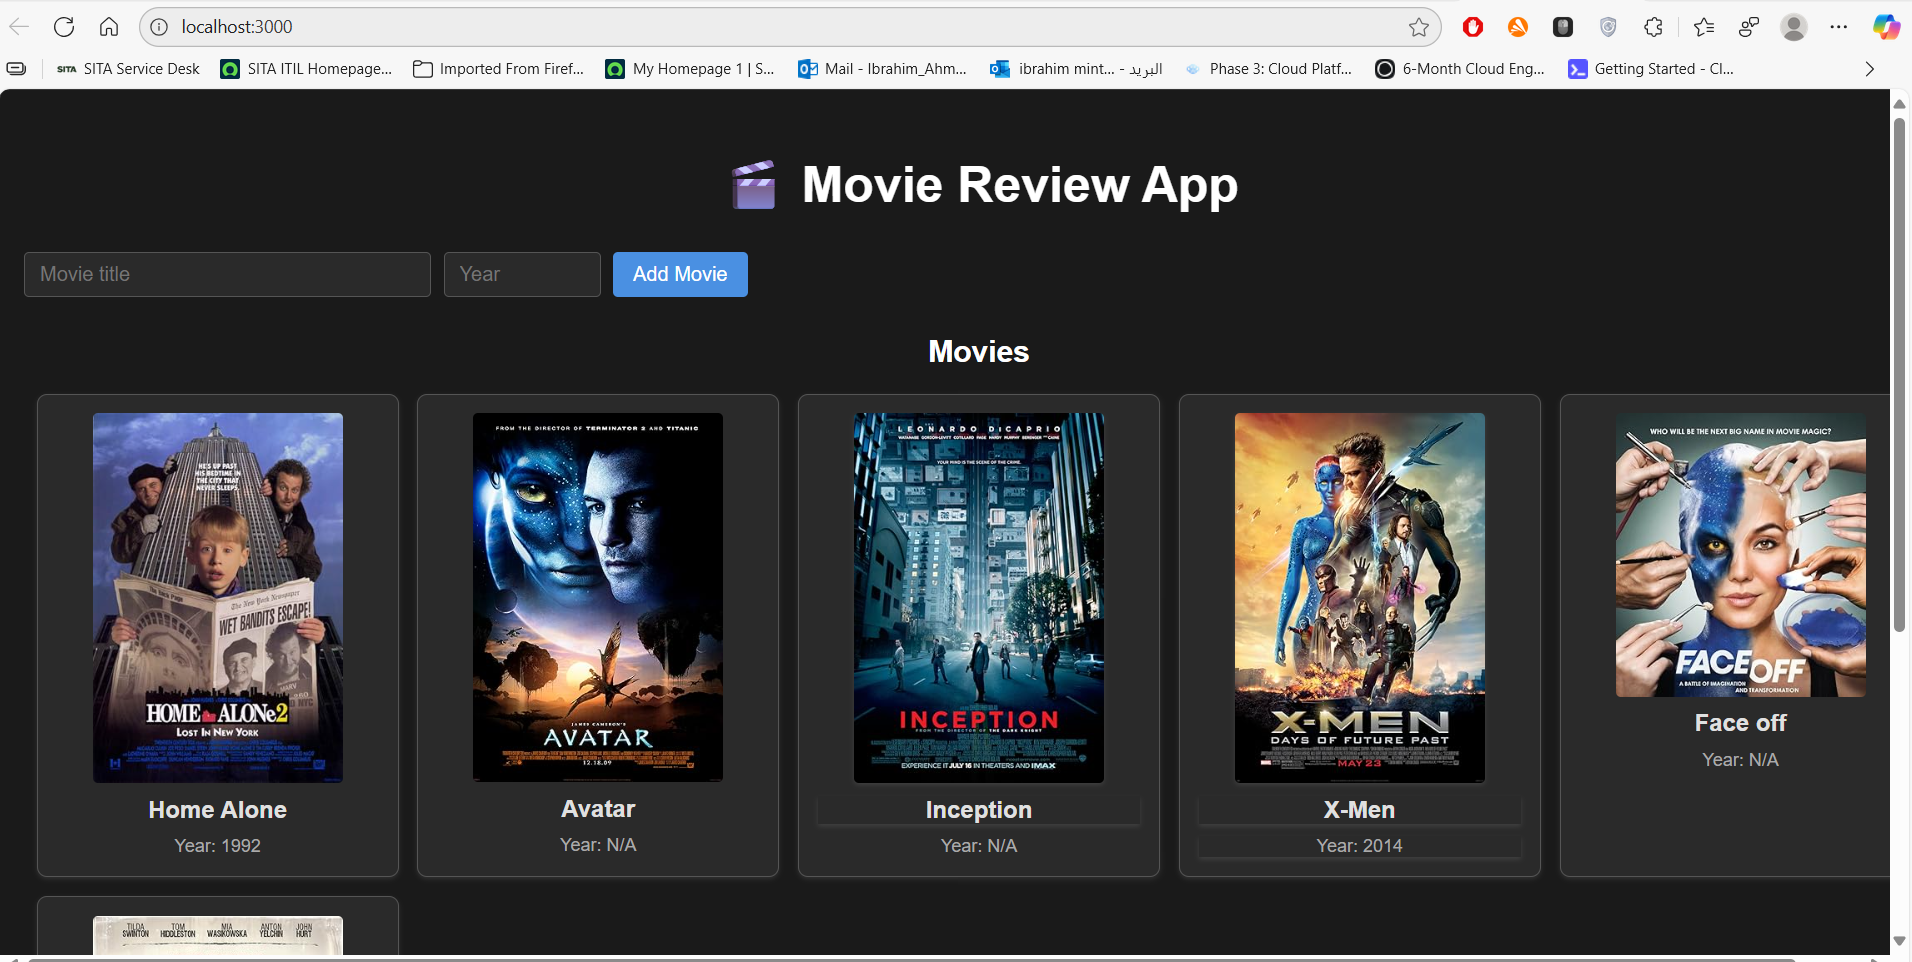 localhost:3000
SITA SITA Service Desk
SITA ITIL Homepage...
Imported From Firef...
My Homepage 1 | S...
Mail - Ibrahim_Ahm...
ibrahim mint... - البريد
Phase 3: Cloud Platf...
6-Month Cloud Eng...
Getting Started - Cl...
Movie Review App
Movie title
Year
Add Movie
Movies
HE'S UP PAST
HIS BEDTIME IN
THE CITY THAT
NEVER SLEEPS.
The New York Newspaper
WET BANDITS ESCAPE!
HOME ALONe2
LOST IN NEW YORK
Home Alone
Year: 1992
FROM THE DIRECTOR OF TERMINATOR 2 AND TITANIC
JAMES CAMERON'S
AVATAR
12.18.09
Avatar
Year: N/A
LEONARDO DICAPRIO
YOUR MIND IS THE SCENE OF THE CRIME.
INCEPTION
FROM THE DIRECTOR OF THE DARK KNIGHT
EXPERIENCE IT JULY 16 IN THEATERS AND IMAX
Inception
Year: N/A
X-MEN
DAYS OF FUTURE PAST
MAY 23
X-Men
Year: 2014
WHO WILL BE THE NEXT BIG NAME IN MOVIE MAGIC?
FACE OFF
A BATTLE OF IMAGINATION
AND TRANSFORMATION
Face off
Year: N/A
TILDA SWINTON
TOM HIDDLESTON
MIA WASIKOWSKA
ANTON YELCHIN
JOHN HURT